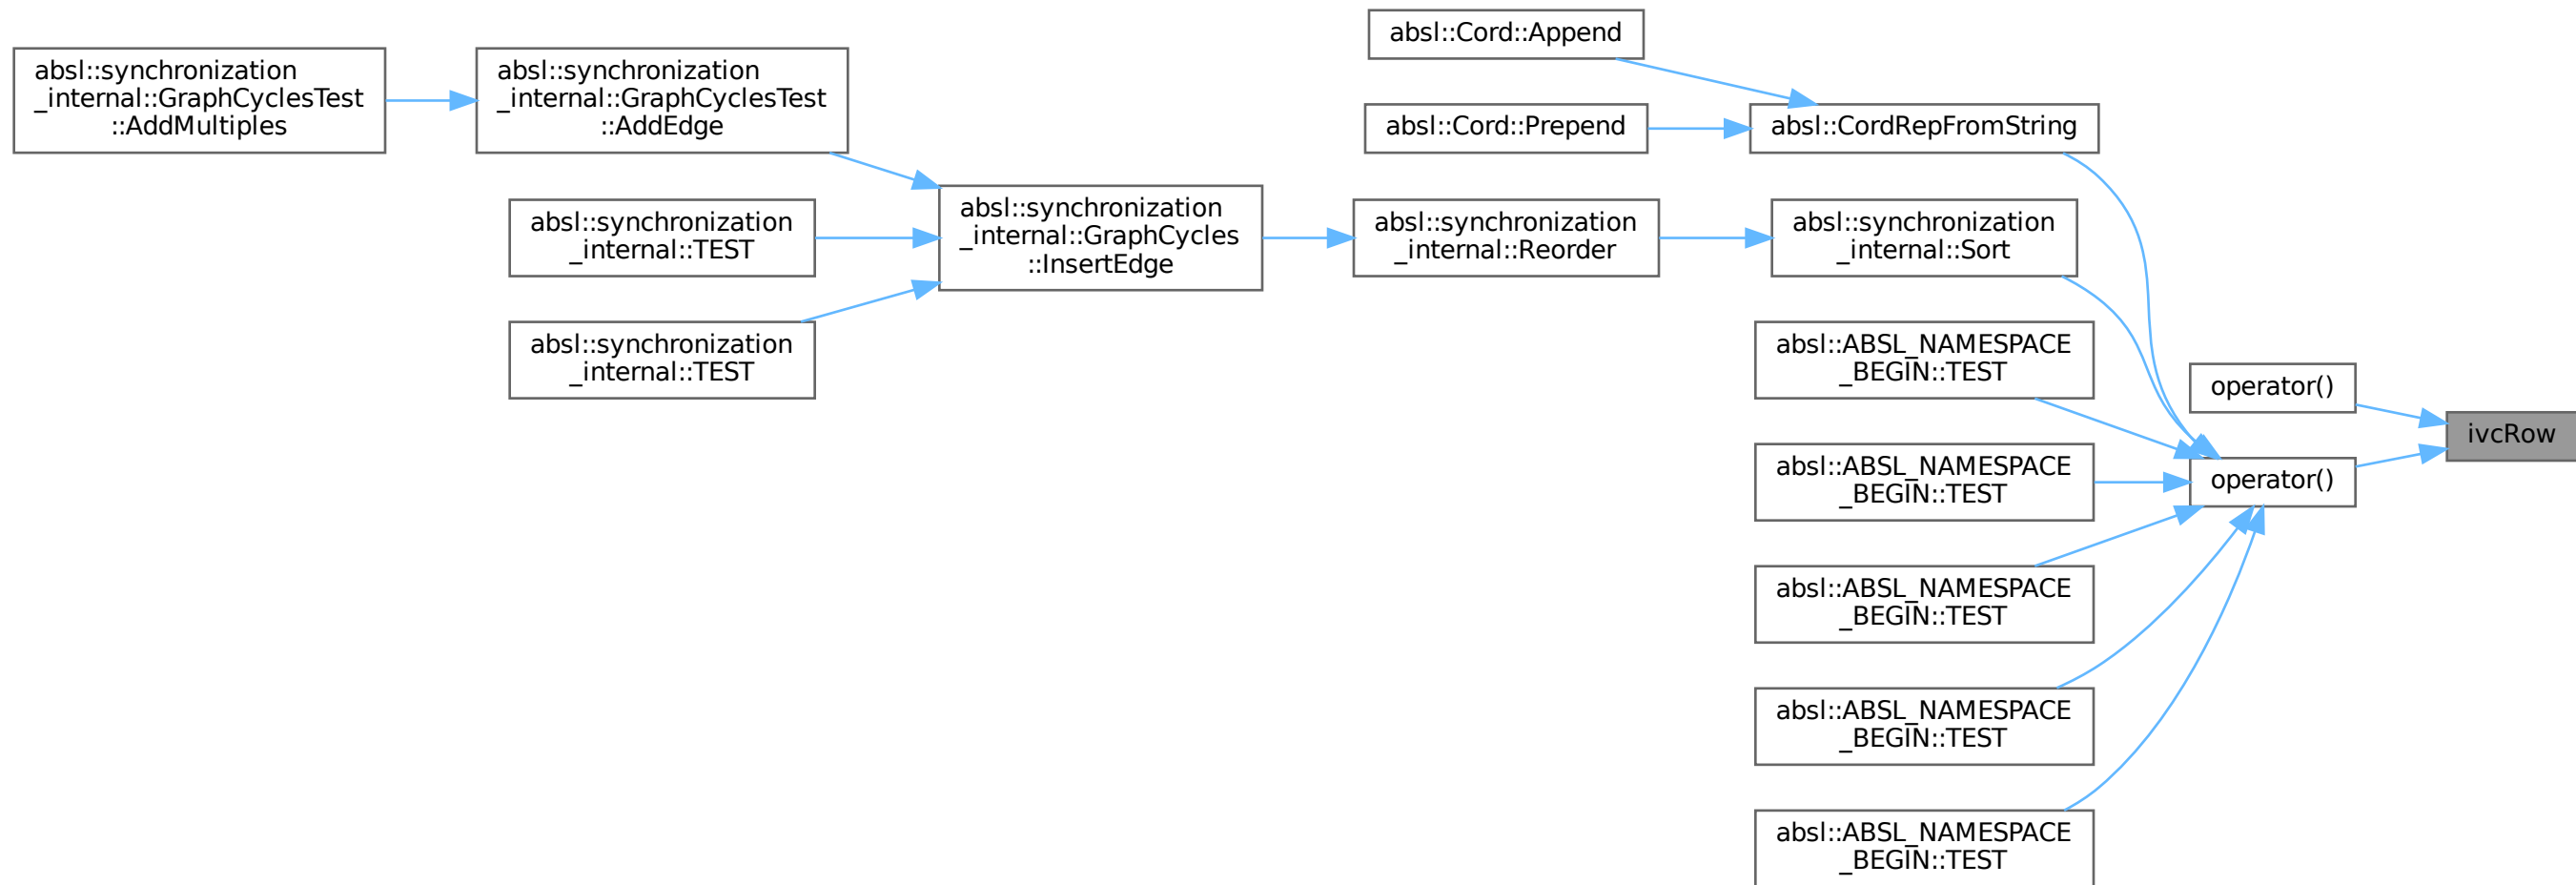 absl::Cord::Append
absl::synchronization
_internal::GraphCyclesTest
::AddMultiples
absl::synchronization
_internal::GraphCyclesTest
::AddEdge
absl::Cord::Prepend
absl::CordRepFromString
absl::synchronization
_internal::TEST
absl::synchronization
_internal::GraphCycles
::InsertEdge
absl::synchronization
_internal::Reorder
absl::synchronization
_internal::Sort
absl::synchronization
_internal::TEST
absl::ABSL_NAMESPACE
_BEGIN::TEST
operator()
ivcRow
absl::ABSL_NAMESPACE
_BEGIN::TEST
operator()
absl::ABSL_NAMESPACE
_BEGIN::TEST
absl::ABSL_NAMESPACE
_BEGIN::TEST
absl::ABSL_NAMESPACE
_BEGIN::TEST